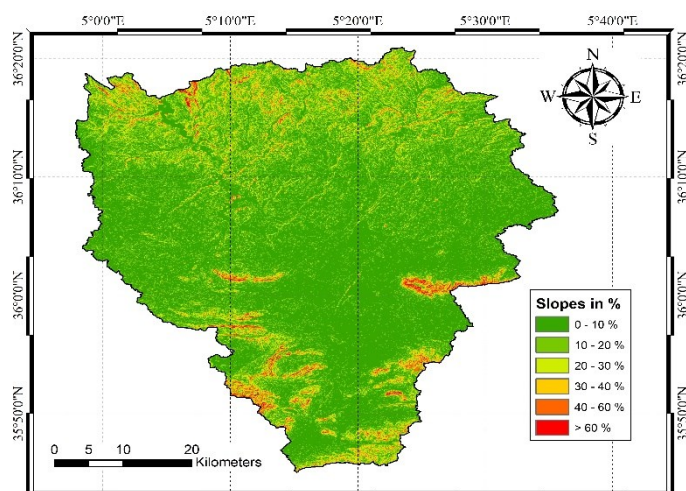 5°0'0"E 5°10'0"E 5°20'0"E 5°30'0"E 5°40'0"E
36°20'0"N
36°20'0"N
N
W E
S
36°10'0"N
36°10'0"N
36°0'0"N
36°0'0"N
Slopes in %
0 - 10 %
10 - 20 %
20 - 30 %
30 - 40 %
40 - 60 %
> 60 %
35°50'0"N
35°50'0"N
0 5 10 20
Kilometers